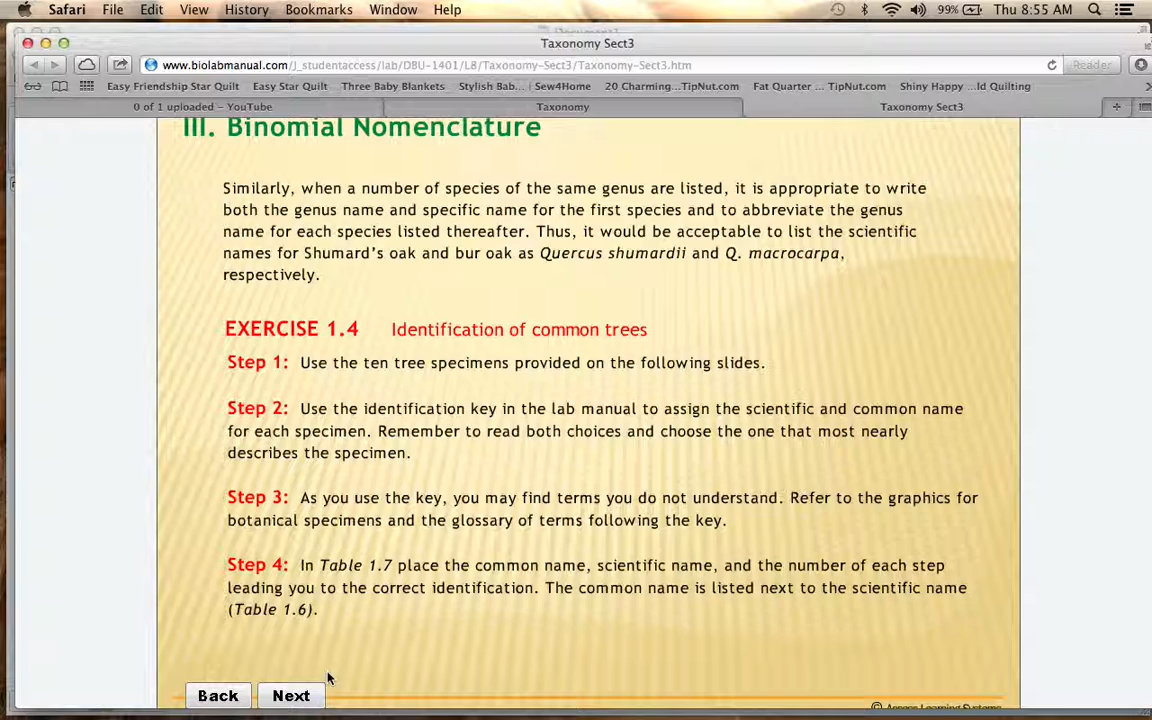 Safari File Edit View History Bookmarks Window Help 99% Thu 8:55 AM
Taxonomy Sect3
www.biolabmanual.com/j_studentaccess/lab/DBU-1401/L8/Taxonomy-Sect3/Taxonomy-Sect3.htm Reader
Easy Friendship Star Quilt Easy Star Quilt Three Baby Blankets Stylish Bab... | Sew4Home 20 Charming...TipNut.com Fat Quarter ... TipNut.com Shiny Happy ...ld Quilting
0 of 1 uploaded – YouTube Taxonomy Taxonomy Sect3
III. Binomial Nomenclature
Similarly, when a number of species of the same genus are listed, it is appropriate to write
both the genus name and specific name for the first species and to abbreviate the genus
name for each species listed thereafter. Thus, it would be acceptable to list the scientific
names for Shumard's oak and bur oak as Quercus shumardii and Q. macrocarpa,
respectively.
EXERCISE 1.4 Identification of common trees
Step 1: Use the ten tree specimens provided on the following slides.
Step 2: Use the identification key in the lab manual to assign the scientific and common name
for each specimen. Remember to read both choices and choose the one that most nearly
describes the specimen.
Step 3: As you use the key, you may find terms you do not understand. Refer to the graphics for
botanical specimens and the glossary of terms following the key.
Step 4: In Table 1.7 place the common name, scientific name, and the number of each step
leading you to the correct identification. The common name is listed next to the scientific name
(Table 1.6).
Back Next
© Access Learning Systems